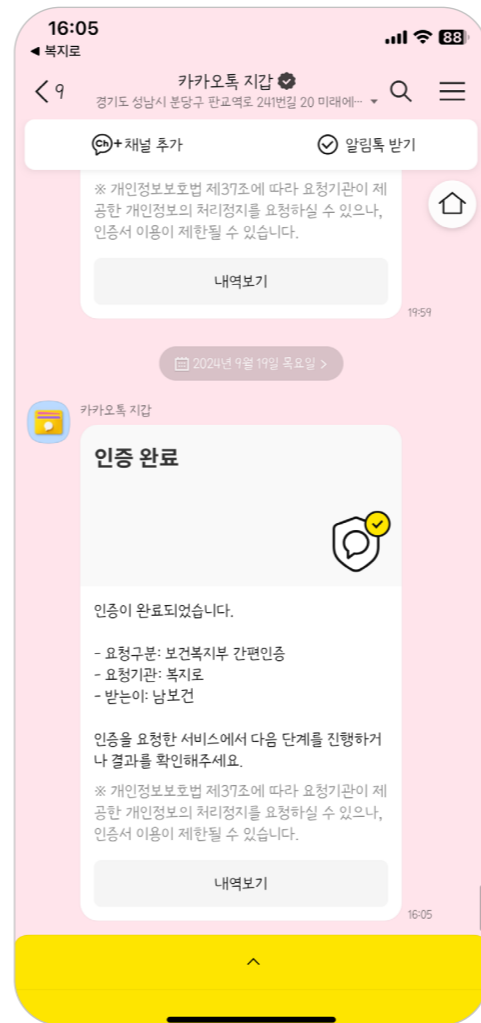 16:05
88
◀ 복지로
9
카카오톡 지갑
경기도 성남시 분당구 판교역로 241번길 20 미래에…
Ch+ 채널 추가
알림톡 받기
※ 개인정보보호법 제37조에 따라 요청기관이 제
공한 개인정보의 처리정지를 요청하실 수 있으나,
인증서 이용이 제한될 수 있습니다.
내역보기
19:59
2024년 9월 19일 목요일 >
카카오톡 지갑
인증 완료
인증이 완료되었습니다.
- 요청구분: 보건복지부 간편인증
- 요청기관: 복지로
- 받는이: 남보건
인증을 요청한 서비스에서 다음 단계를 진행하거
나 결과를 확인해주세요.
※ 개인정보보호법 제37조에 따라 요청기관이 제
공한 개인정보의 처리정지를 요청하실 수 있으나,
인증서 이용이 제한될 수 있습니다.
내역보기
16:05